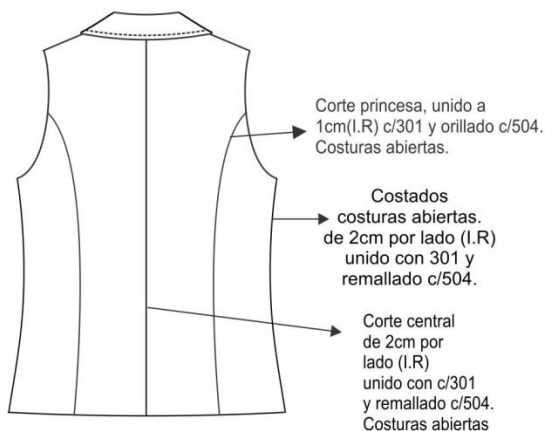 Corte princesa, unido a
1cm(I.R) c/301 y orillado c/504.
Costuras abiertas.
Costados
costuras abiertas.
de 2cm por lado (I.R)
unido con 301 y
remallado c/504.
Corte central
de 2cm por
lado (I.R)
unido con c/301
y remallado c/504.
Costuras abiertas